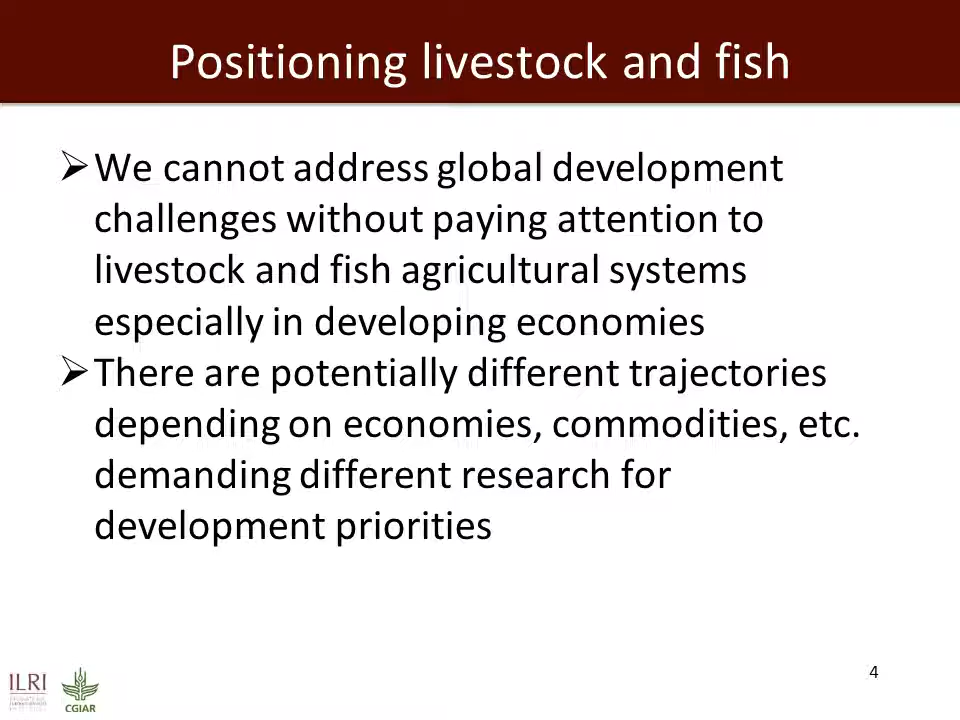 Positioning livestock and fish
➢We cannot address global development
challenges without paying attention to
livestock and fish agricultural systems
especially in developing economies
➢There are potentially different trajectories
depending on economies, commodities, etc.
demanding different research for
development priorities
4
ILRI
CGIAR